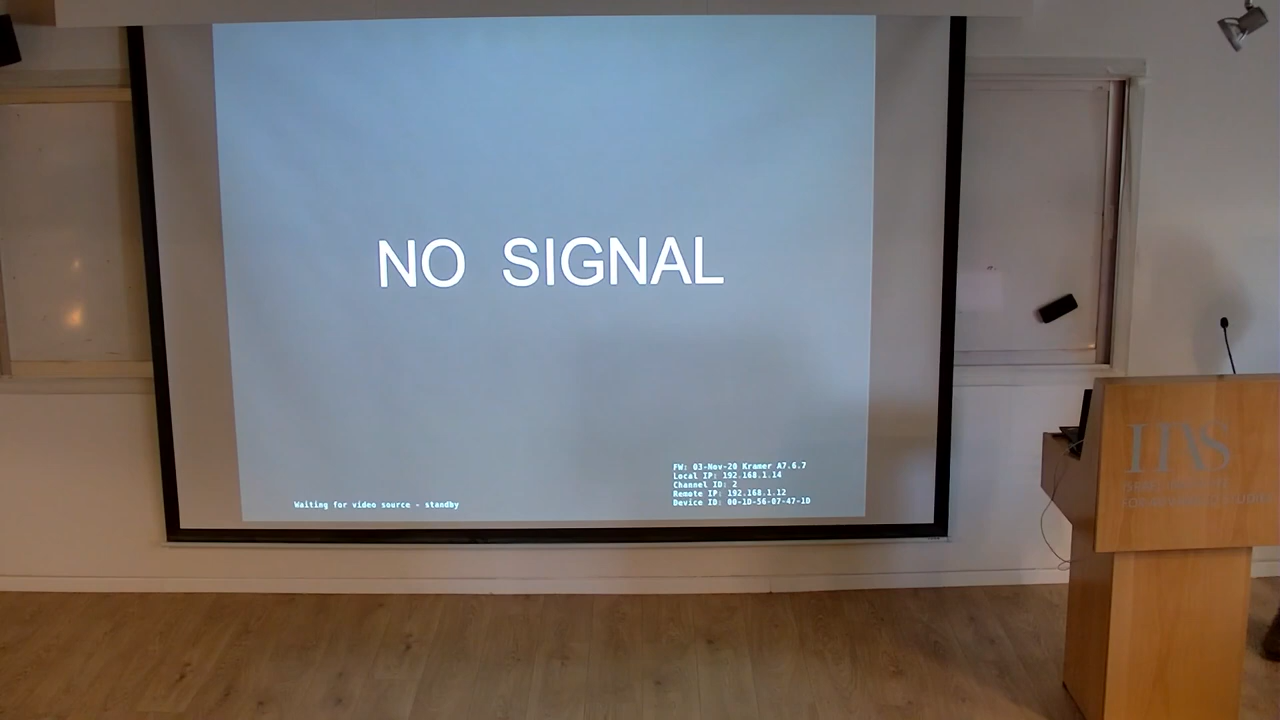 NO SIGNAL
FW: 03-Nov-20 Kramer A7.6.7
Local IP: 192.168.1.14
Channel ID: 2
Remote IP: 192.168.1.12
Device ID: 00-1D-56-07-47-1D
Waiting for video source - standby
IIAS